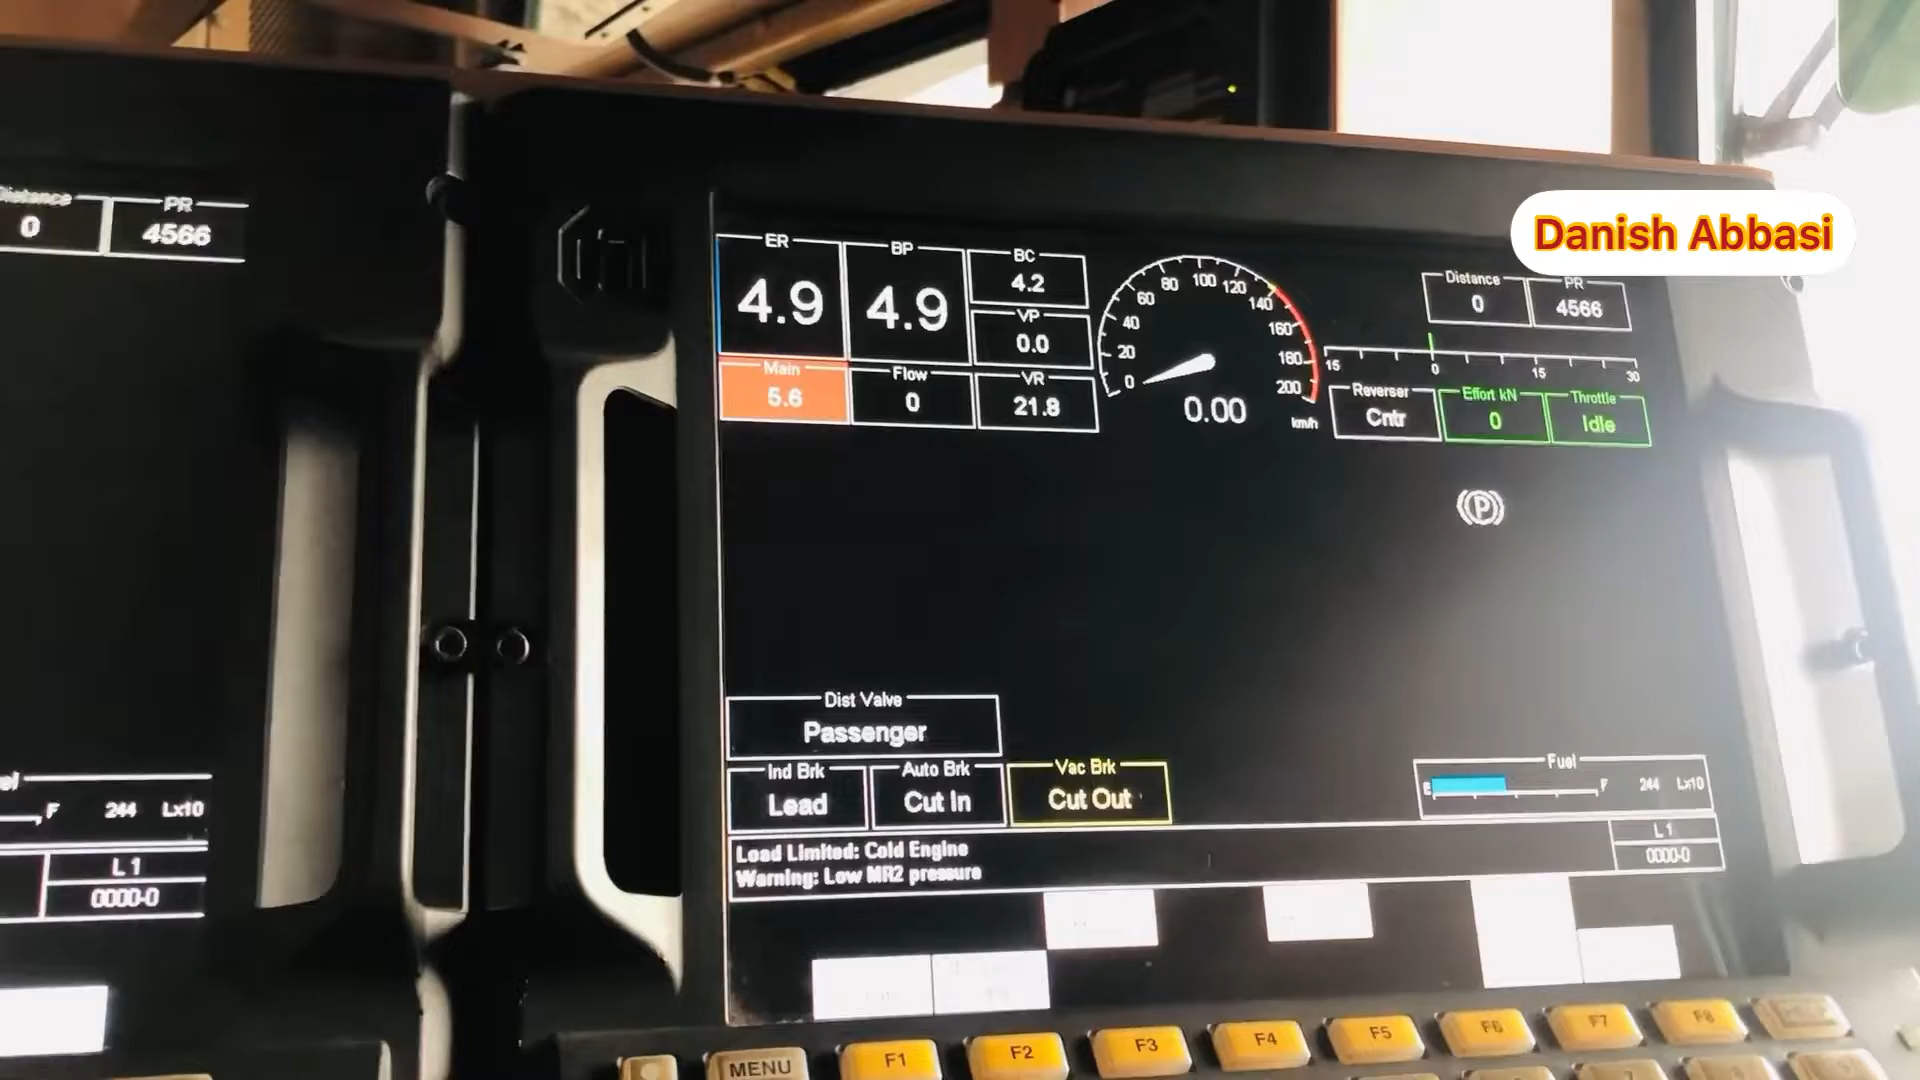 Danish Abbasi
Distance
0
PR
4566
F 244 Lx10
L1
0000-0
ER
4.9
BP
4.9
BC
4.2
VP
0.0
Main
5.6
Flow
0
VR
21.8
0 20 40 60 80 100 120 140 160 180 200
0.00
km/h
Distance
0
PR
4566
15 0 15 30
Reverser
Cntr
Effort kN
0
Throttle
Idle
P
Dist Valve
Passenger
Ind Brk
Lead
Auto Brk
Cut In
Vac Brk
Cut Out
Fuel
E F 244 Lx10
Load Limited: Cold Engine
Warning: Low MR2 pressure
L1
0000-0
MENU F1 F2 F3 F4 F5 F6 F7 F8